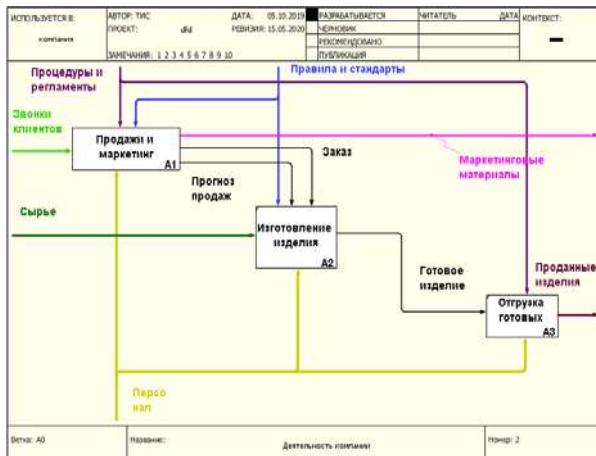 ИСПОЛЬЗУЕТСЯ В:
компания
АВТОР: ТИС
ДАТА: 05.10.2019
ПРОЕКТ: dfd
РЕВИЗИЯ: 15.05.2020
ЗАМЕЧАНИЯ: 1 2 3 4 5 6 7 8 9 10
РАЗРАБАТЫВАЕТСЯ
ЧЕРНОВИК
РЕКОМЕНДОВАНО
ПУБЛИКАЦИЯ
ЧИТАТЕЛЬ
ДАТА
КОНТЕКСТ:
Процедуры и
регламенты
Правила и стандарты
Звонки
клиентов
Продажи и
маркетинг
A1
Заказ
Маркетинговые
материалы
Прогноз
продаж
Сырье
Изготовление
изделия
A2
Готовое
изделие
Проданные
изделия
Отгрузка
готовых
A3
Персо
нал
Ветка: A0
Название:
Деятельность компании
Номер: 2